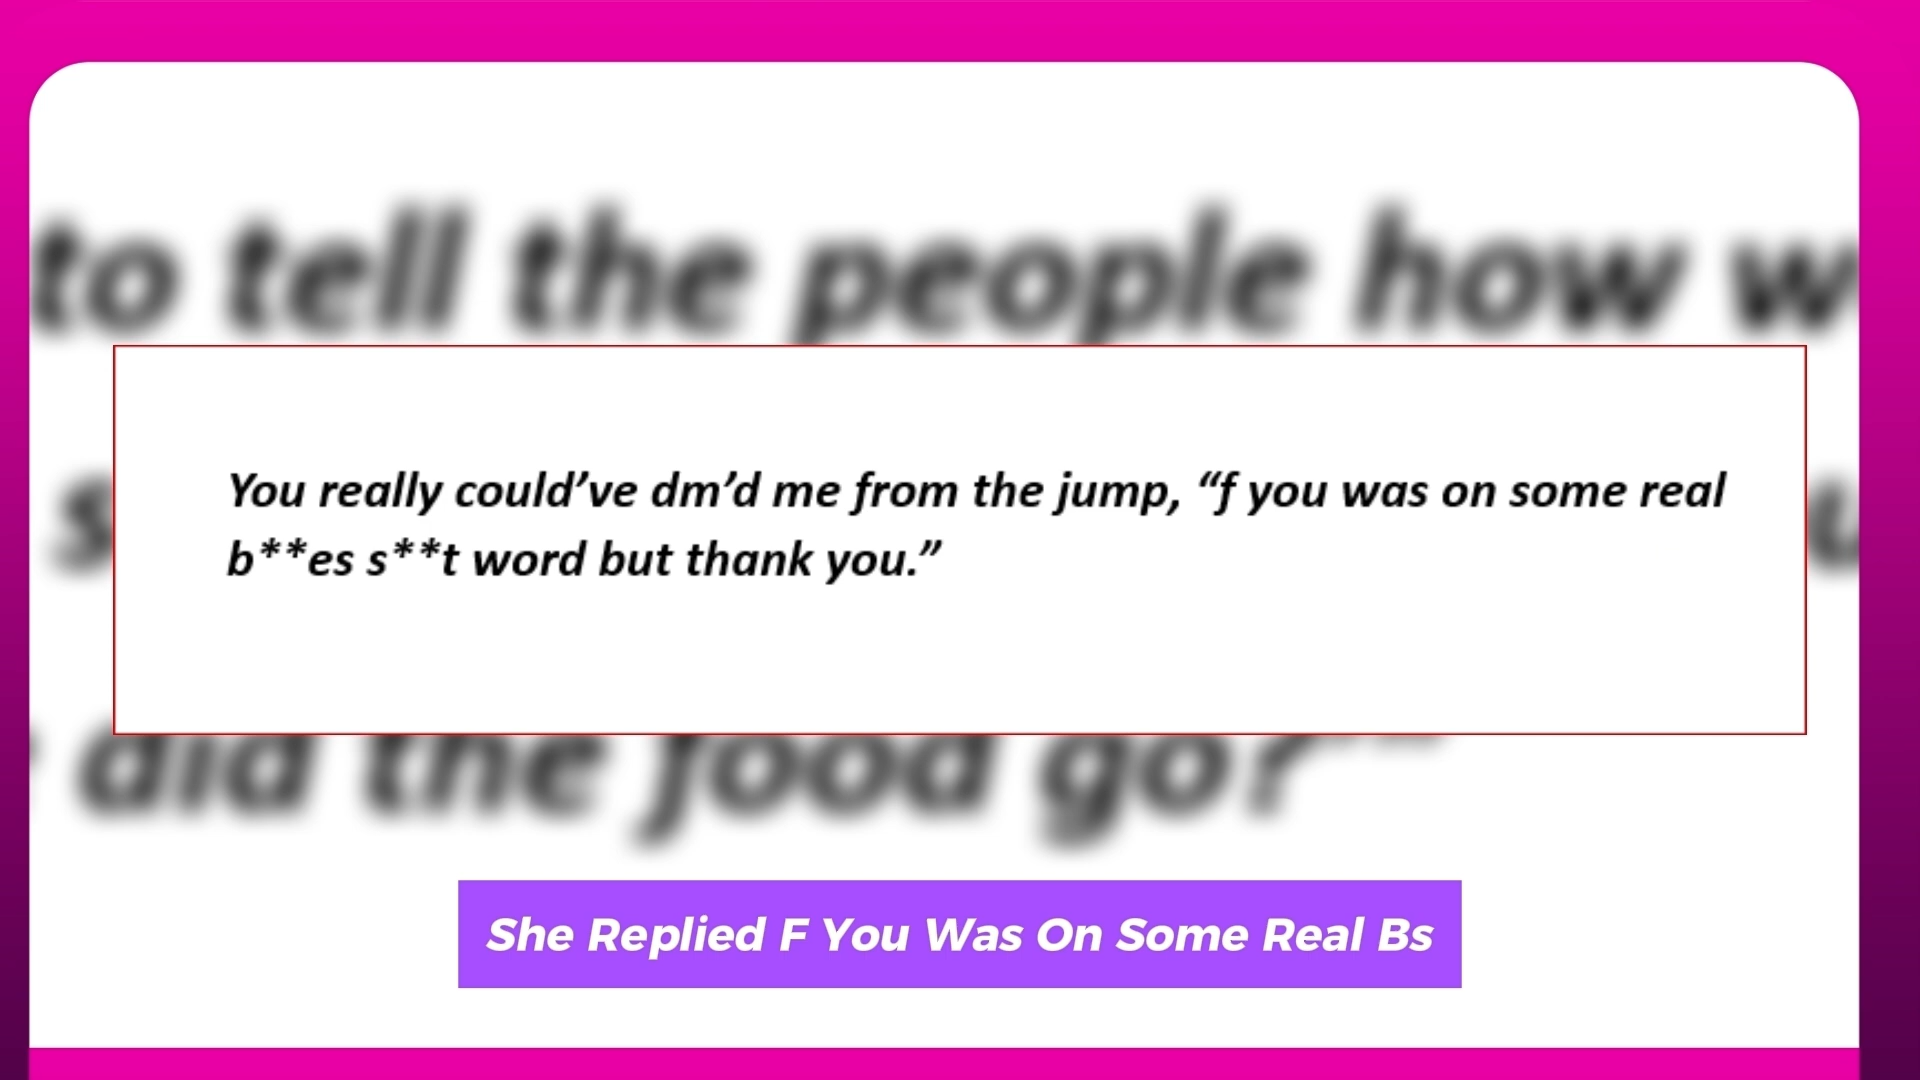 to tell the people how w
You really could’ve dm’d me from the jump, “f you was on some real
b**es s**t word but thank you.”
did the food go?”
She Replied F You Was On Some Real Bs